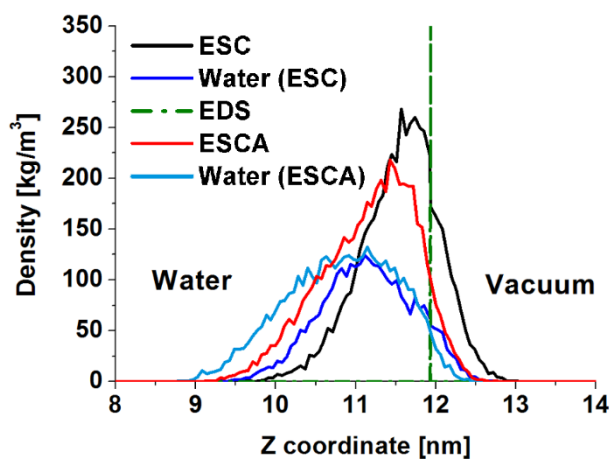 350
300
250
200
150
100
50
0
Density [kg/m³]
ESC
Water (ESC)
EDS
ESCA
Water (ESCA)
Water
Vacuum
8 9 10 11 12 13 14
Z coordinate [nm]